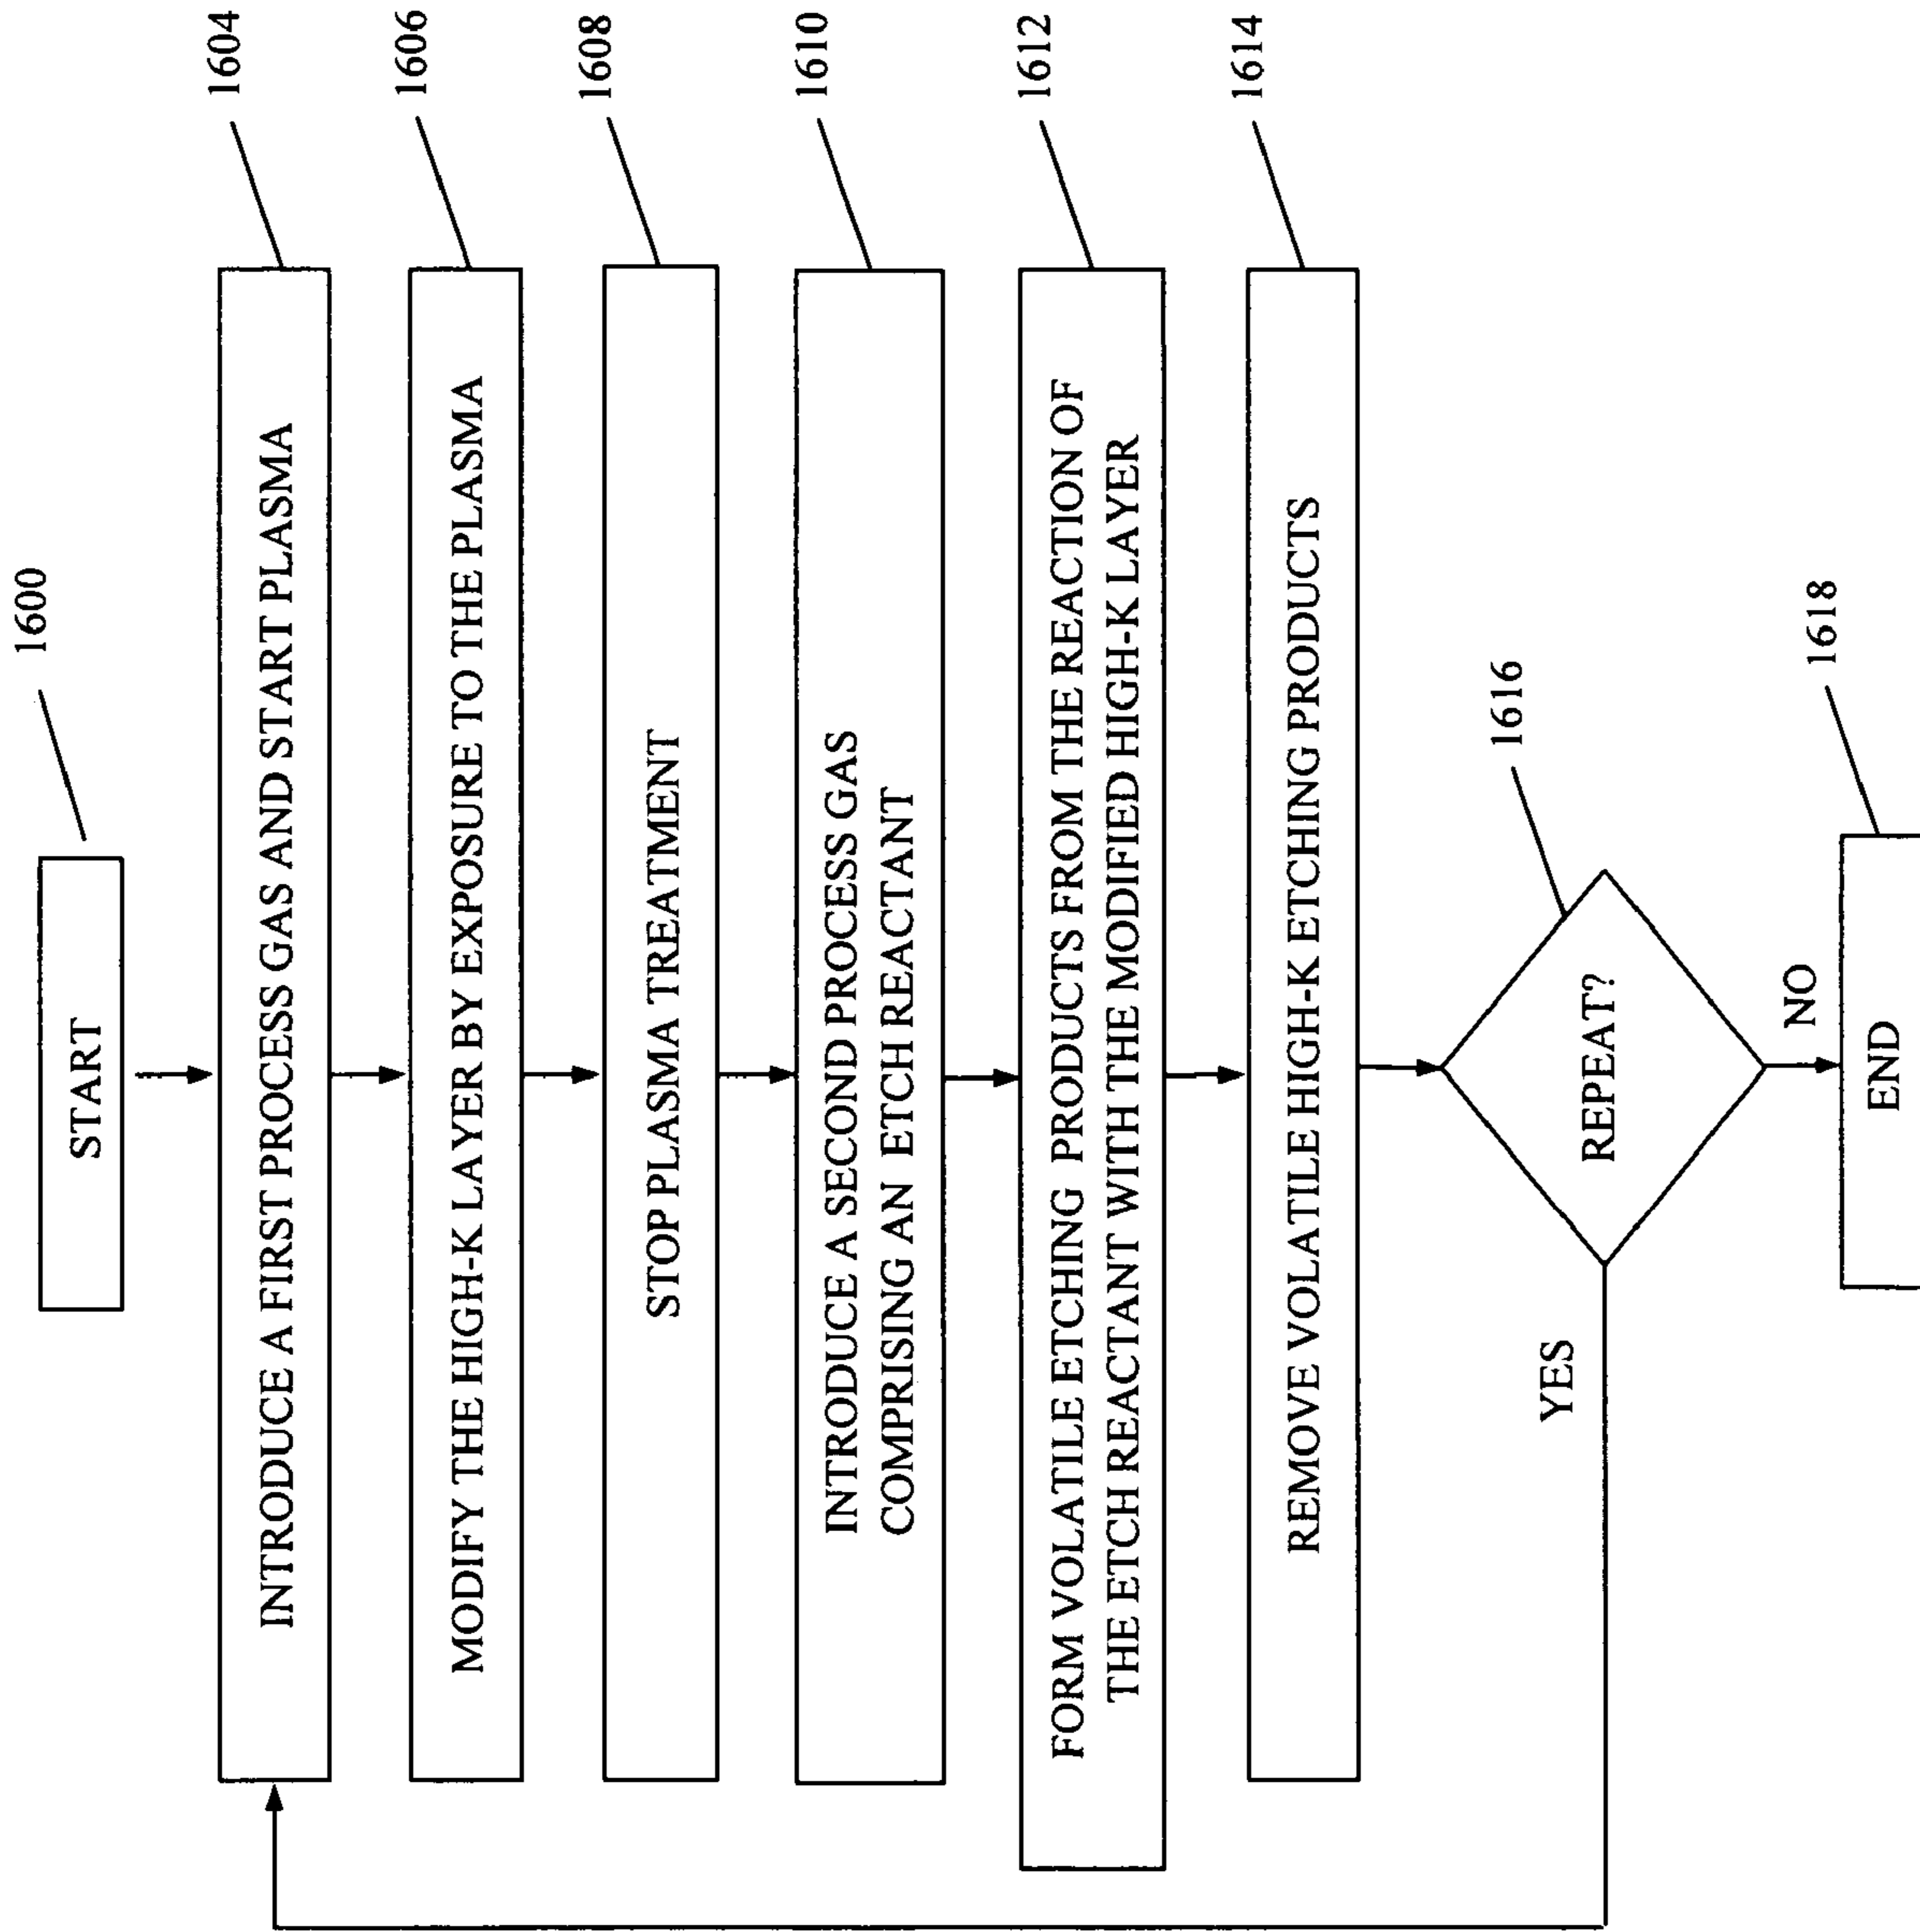 1600
START
1604
INTRODUCE A FIRST PROCESS GAS AND START PLASMA
1606
MODIFY THE HIGH-K LAYER BY EXPOSURE TO THE PLASMA
1608
STOP PLASMA TREATMENT
1610
INTRODUCE A SECOND PROCESS GAS
COMPRISING AN ETCH REACTANT
1612
FORM VOLATILE ETCHING PRODUCTS FROM THE REACTION OF
THE ETCH REACTANT WITH THE MODIFIED HIGH-K LAYER
1614
REMOVE VOLATILE HIGH-K ETCHING PRODUCTS
1616
REPEAT?
YES
NO
1618
END